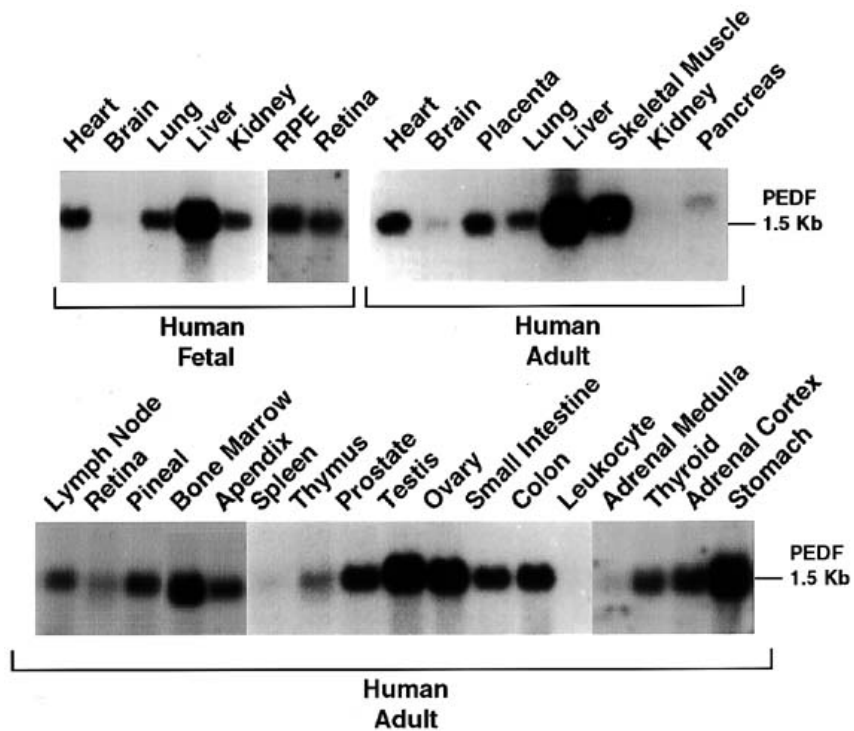 Heart Brain Lung Liver Kidney RPE Retina
Heart Brain Placenta Lung Liver Skeletal Muscle Kidney Pancreas
PEDF
1.5 Kb
Human
Fetal
Human
Adult
Lymph Node Retina Pineal Bone Marrow Apendix Spleen Thymus Prostate Testis Ovary Small Intestine Colon Leukocyte Adrenal Medulla Thyroid Adrenal Cortex Stomach
PEDF
1.5 Kb
Human
Adult